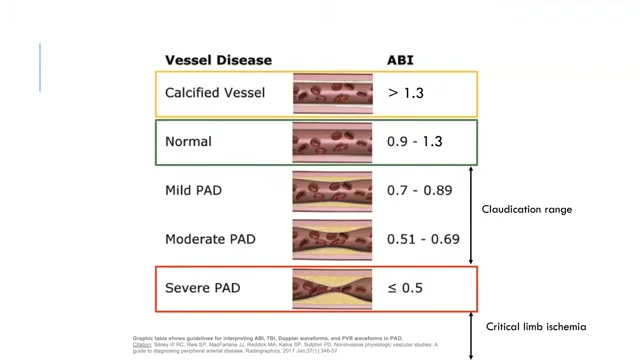 Vessel Disease ABI
Calcified Vessel > 1.3
Normal 0.9 - 1.3
Mild PAD 0.7 - 0.89
Claudication range
Moderate PAD 0.51 - 0.69
Severe PAD ≤ 0.5
Critical limb ischemia
Graphic table shows guidelines for interpreting ABI, TBI, Doppler waveforms, and PVR waveforms in PAD.
Citation: Sibley III RC, Reis SP, MacFarlane JJ, Reddick MA, Kalva SP, Sutphin PD. Noninvasive physiologic vascular studies: A
guide to diagnosing peripheral arterial disease. Radiographics. 2017 Jan;37(1):346-57.